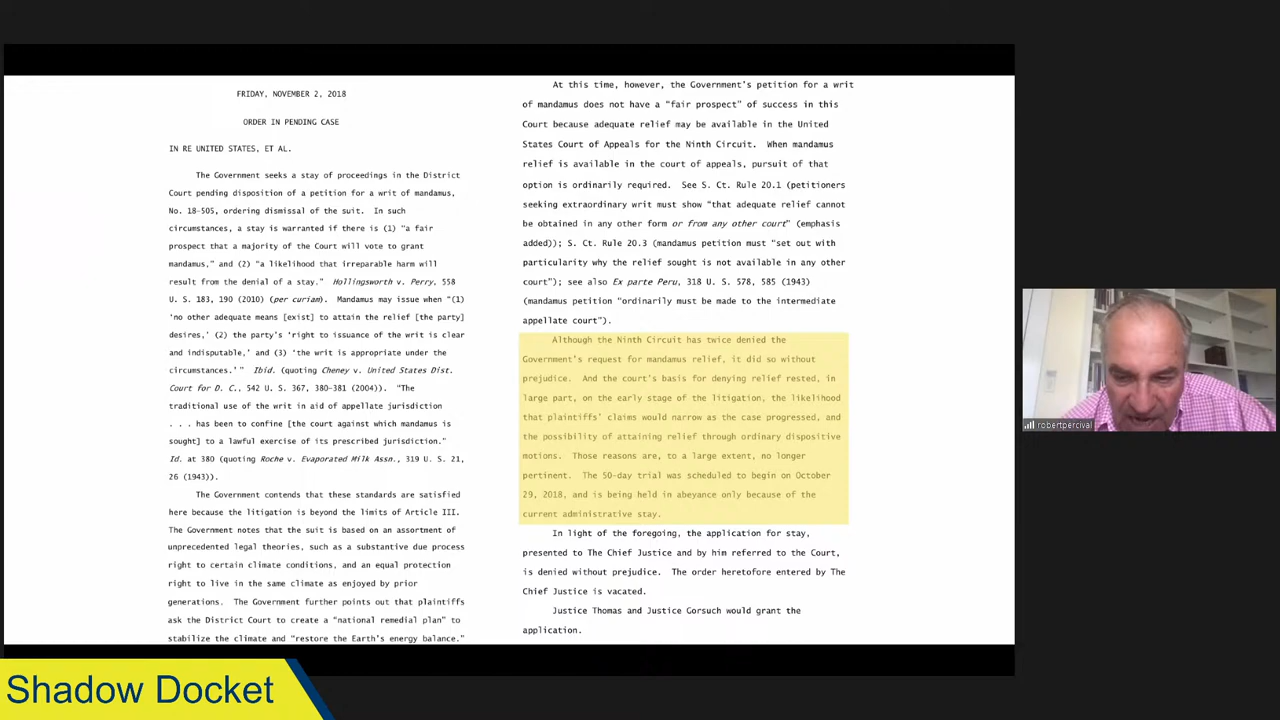 FRIDAY, NOVEMBER 2, 2018
ORDER IN PENDING CASE
IN RE UNITED STATES, ET AL.
The Government seeks a stay of proceedings in the District
Court pending disposition of a petition for a writ of mandamus,
No. 18-505, ordering dismissal of the suit. In such
circumstances, a stay is warranted if there is (1) “a fair
prospect that a majority of the Court will vote to grant
mandamus,” and (2) “a likelihood that irreparable harm will
result from the denial of a stay.” Hollingsworth v. Perry, 558
U. S. 183, 190 (2010) (per curiam). Mandamus may issue when “(1)
‘no other adequate means [exist] to attain the relief [the party]
desires,’ (2) the party’s ‘right to issuance of the writ is clear
and indisputable,’ and (3) ‘the writ is appropriate under the
circumstances.’” Ibid. (quoting Cheney v. United States Dist.
Court for D. C., 542 U. S. 367, 380-381 (2004)). “The
traditional use of the writ in aid of appellate jurisdiction
. . . has been to confine [the court against which mandamus is
sought] to a lawful exercise of its prescribed jurisdiction.”
Id. at 380 (quoting Roche v. Evaporated Milk Assn., 319 U. S. 21,
26 (1943)).
The Government contends that these standards are satisfied
here because the litigation is beyond the limits of Article III.
The Government notes that the suit is based on an assortment of
unprecedented legal theories, such as a substantive due process
right to certain climate conditions, and an equal protection
right to live in the same climate as enjoyed by prior
generations. The Government further points out that plaintiffs
ask the District Court to create a “national remedial plan” to
stabilize the climate and “restore the Earth’s energy balance.”
At this time, however, the Government’s petition for a writ
of mandamus does not have a “fair prospect” of success in this
Court because adequate relief may be available in the United
States Court of Appeals for the Ninth Circuit. When mandamus
relief is available in the court of appeals, pursuit of that
option is ordinarily required. See S. Ct. Rule 20.1 (petitioners
seeking extraordinary writ must show “that adequate relief cannot
be obtained in any other form or from any other court” (emphasis
added)); S. Ct. Rule 20.3 (mandamus petition must “set out with
particularity why the relief sought is not available in any other
court”); see also Ex parte Peru, 318 U. S. 578, 585 (1943)
(mandamus petition “ordinarily must be made to the intermediate
appellate court”).
Although the Ninth Circuit has twice denied the
Government’s request for mandamus relief, it did so without
prejudice. And the court’s basis for denying relief rested, in
large part, on the early stage of the litigation, the likelihood
that plaintiffs’ claims would narrow as the case progressed, and
the possibility of attaining relief through ordinary dispositive
motions. Those reasons are, to a large extent, no longer
pertinent. The 50-day trial was scheduled to begin on October
29, 2018, and is being held in abeyance only because of the
current administrative stay.
In light of the foregoing, the application for stay,
presented to The Chief Justice and by him referred to the Court,
is denied without prejudice. The order heretofore entered by The
Chief Justice is vacated.
Justice Thomas and Justice Gorsuch would grant the
application.
robertpercival
Shadow Docket